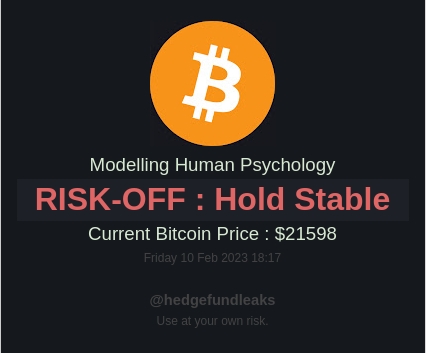 Modelling Human Psychology
RISK-OFF : Hold Stable
Current Bitcoin Price : $21598
Friday 10 Feb 2023 18:17
@hedgefundleaks
Use at your own risk.